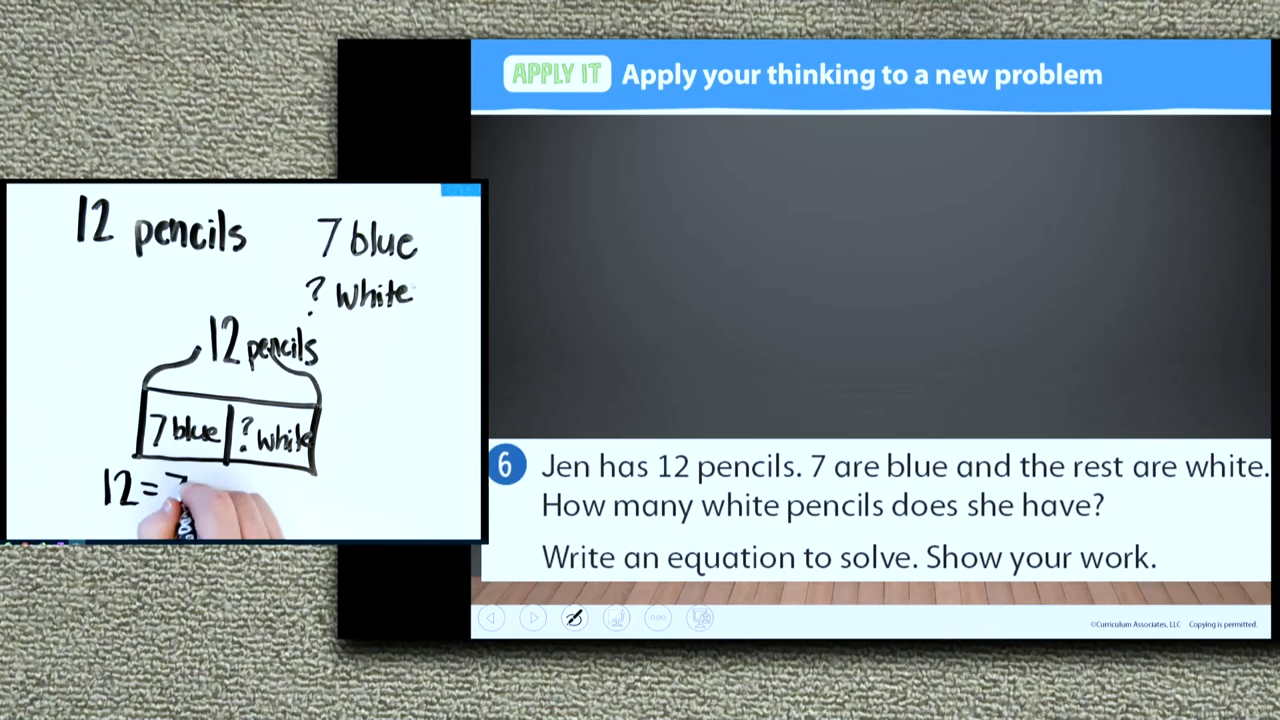 12 pencils
7 blue
? white
12 pencils
7 blue ? white
12 = 7
APPLY IT Apply your thinking to a new problem
6 Jen has 12 pencils. 7 are blue and the rest are white.
How many white pencils does she have?
Write an equation to solve. Show your work.
©Curriculum Associates, LLC Copying is permitted.